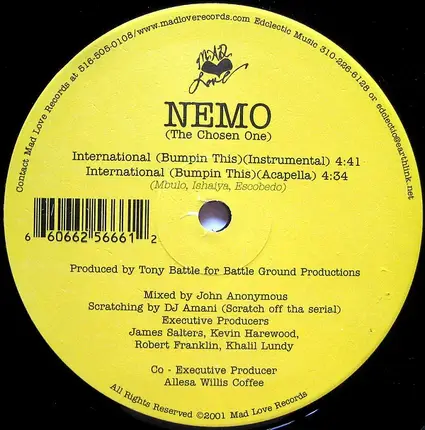 Contact Mad Love Records at 516-505-0108/www.madloverecords.com Edclectic Music 310-226-6128 or edclectic@earthlink.net
MAD
Love
NEMO
(The Chosen One)
International (Bumpin This)(Instrumental) 4:41
International (Bumpin This)(Acapella) 4:34
(Mbulo, Ishaiya, Escobedo)
6 60662 56661 2
Produced by Tony Battle for Battle Ground Productions
Mixed by John Anonymous
Scratching by DJ Amani (Scratch off tha serial)
Executive Producers
James Salters, Kevin Harewood,
Robert Franklin, Khalil Lundy
Co - Executive Producer
Allesa Willis Coffee
All Rights Reserved ©2001 Mad Love Records